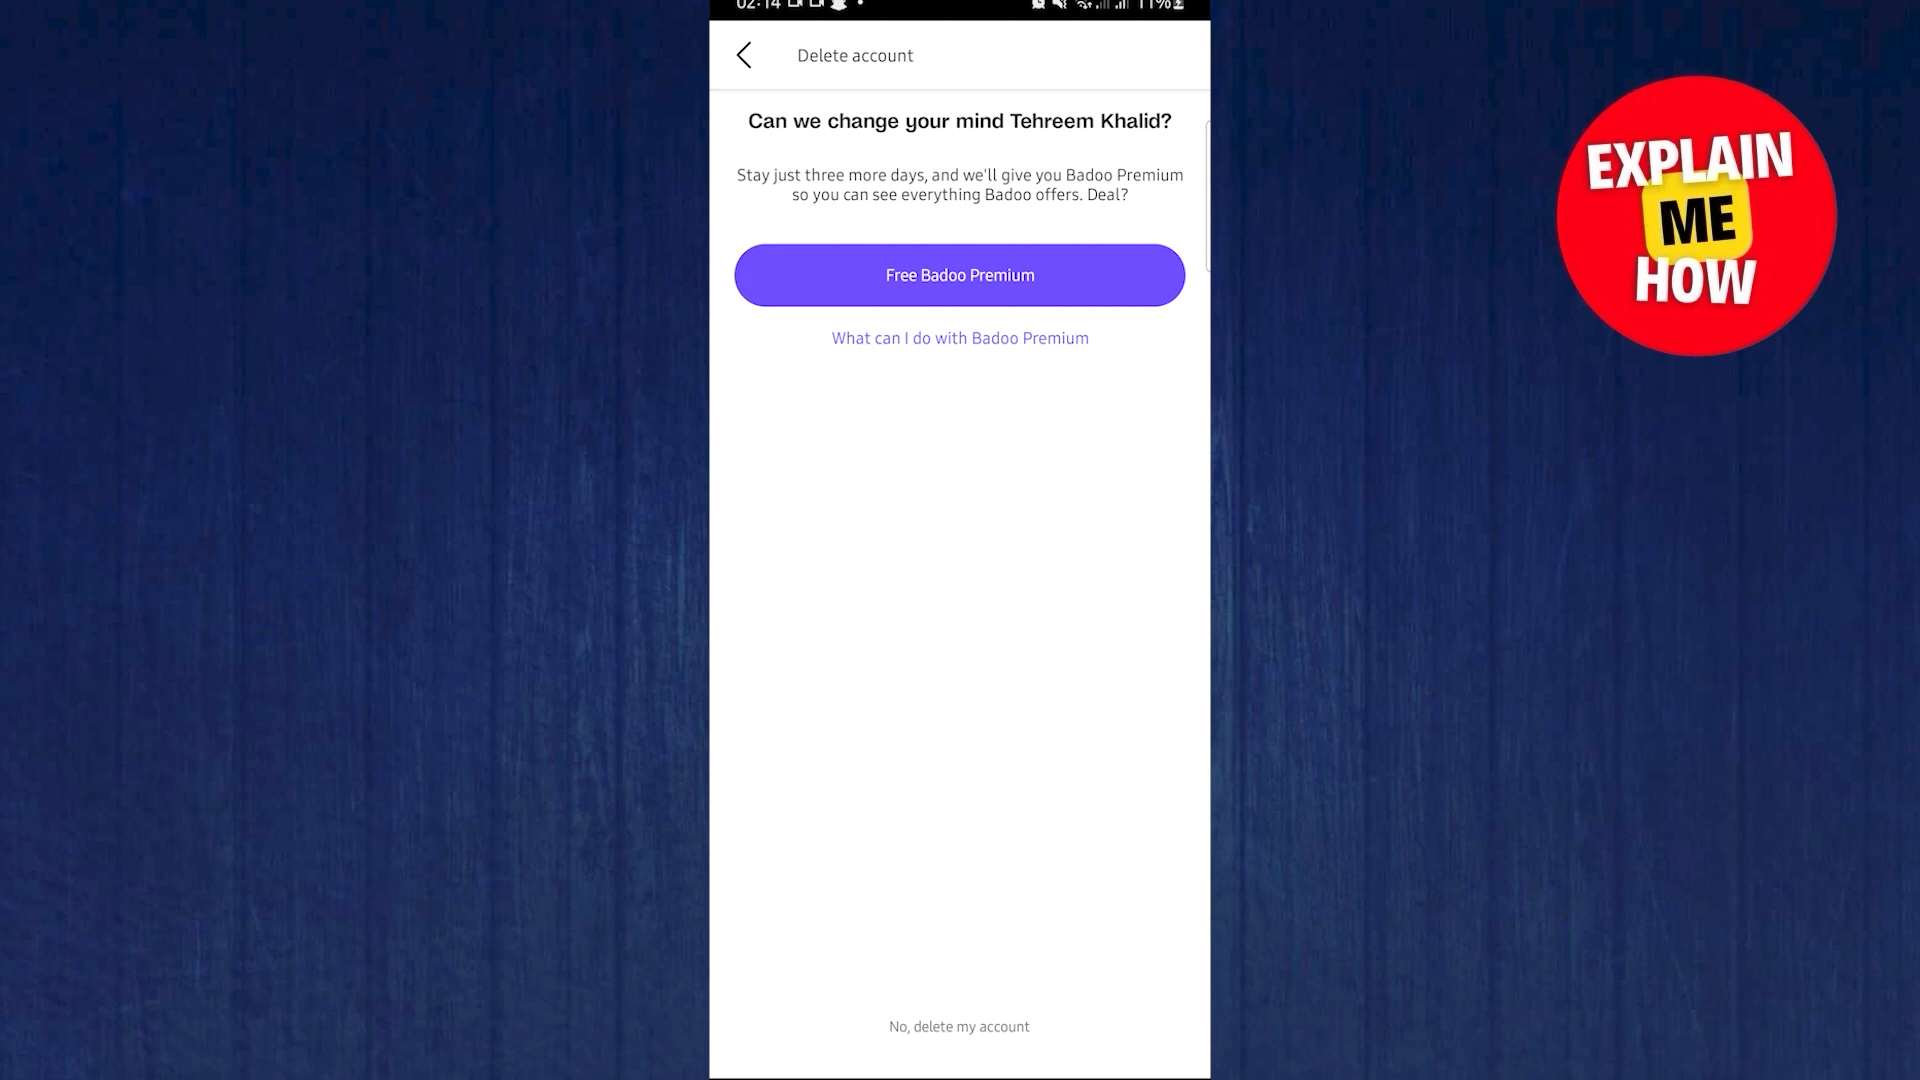 02:14
11%
Delete account
Can we change your mind Tehreem Khalid?
Stay just three more days, and we'll give you Badoo Premium
so you can see everything Badoo offers. Deal?
Free Badoo Premium
What can I do with Badoo Premium
No, delete my account
EXPLAIN
ME
HOW